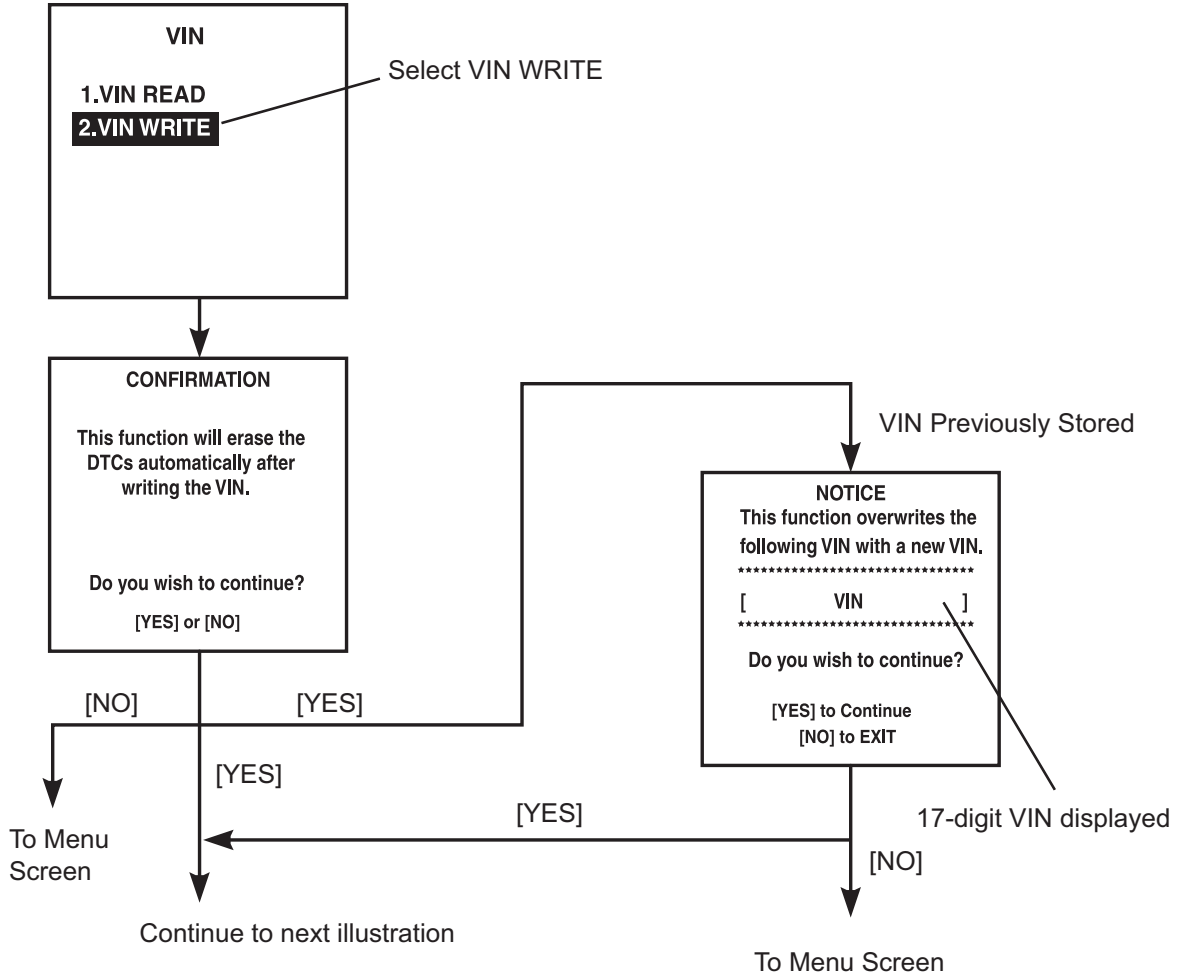 VIN
1.VIN READ
2.VIN WRITE
Select VIN WRITE
CONFIRMATION
This function will erase the
DTCs automatically after
writing the VIN.
Do you wish to continue?
[YES] or [NO]
VIN Previously Stored
NOTICE
This function overwrites the
following VIN with a new VIN.
*******************************
[ VIN ]
*******************************
Do you wish to continue?
[YES] to Continue
[NO] to EXIT
17-digit VIN displayed
[NO]
[YES]
[YES]
[YES]
[NO]
To Menu
Screen
Continue to next illustration
To Menu Screen